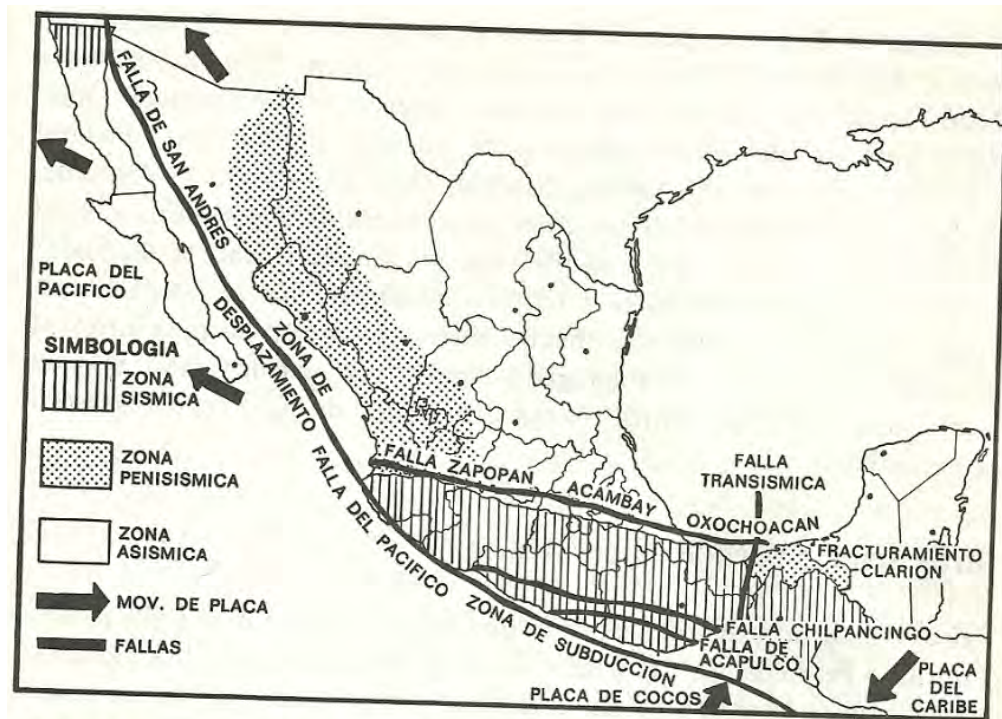 FALLA DE SAN ANDRES
PLACA DEL
PACIFICO
DESPLAZAMIENTO
ZONA DE
FALLA DEL PACIFICO
ZONA DE SUBDUCCION
SIMBOLOGIA
ZONA
SISMICA
ZONA
PENISISMICA
ZONA
ASISMICA
MOV. DE PLACA
FALLAS
FALLA ZAPOPAN
ACAMBAY
OXOCHOACAN
FALLA
TRANSISMICA
FRACTURAMIENTO
CLARION
FALLA CHILPANCINGO
FALLA DE
ACAPULCO
PLACA DE COCOS
PLACA
DEL
CARIBE